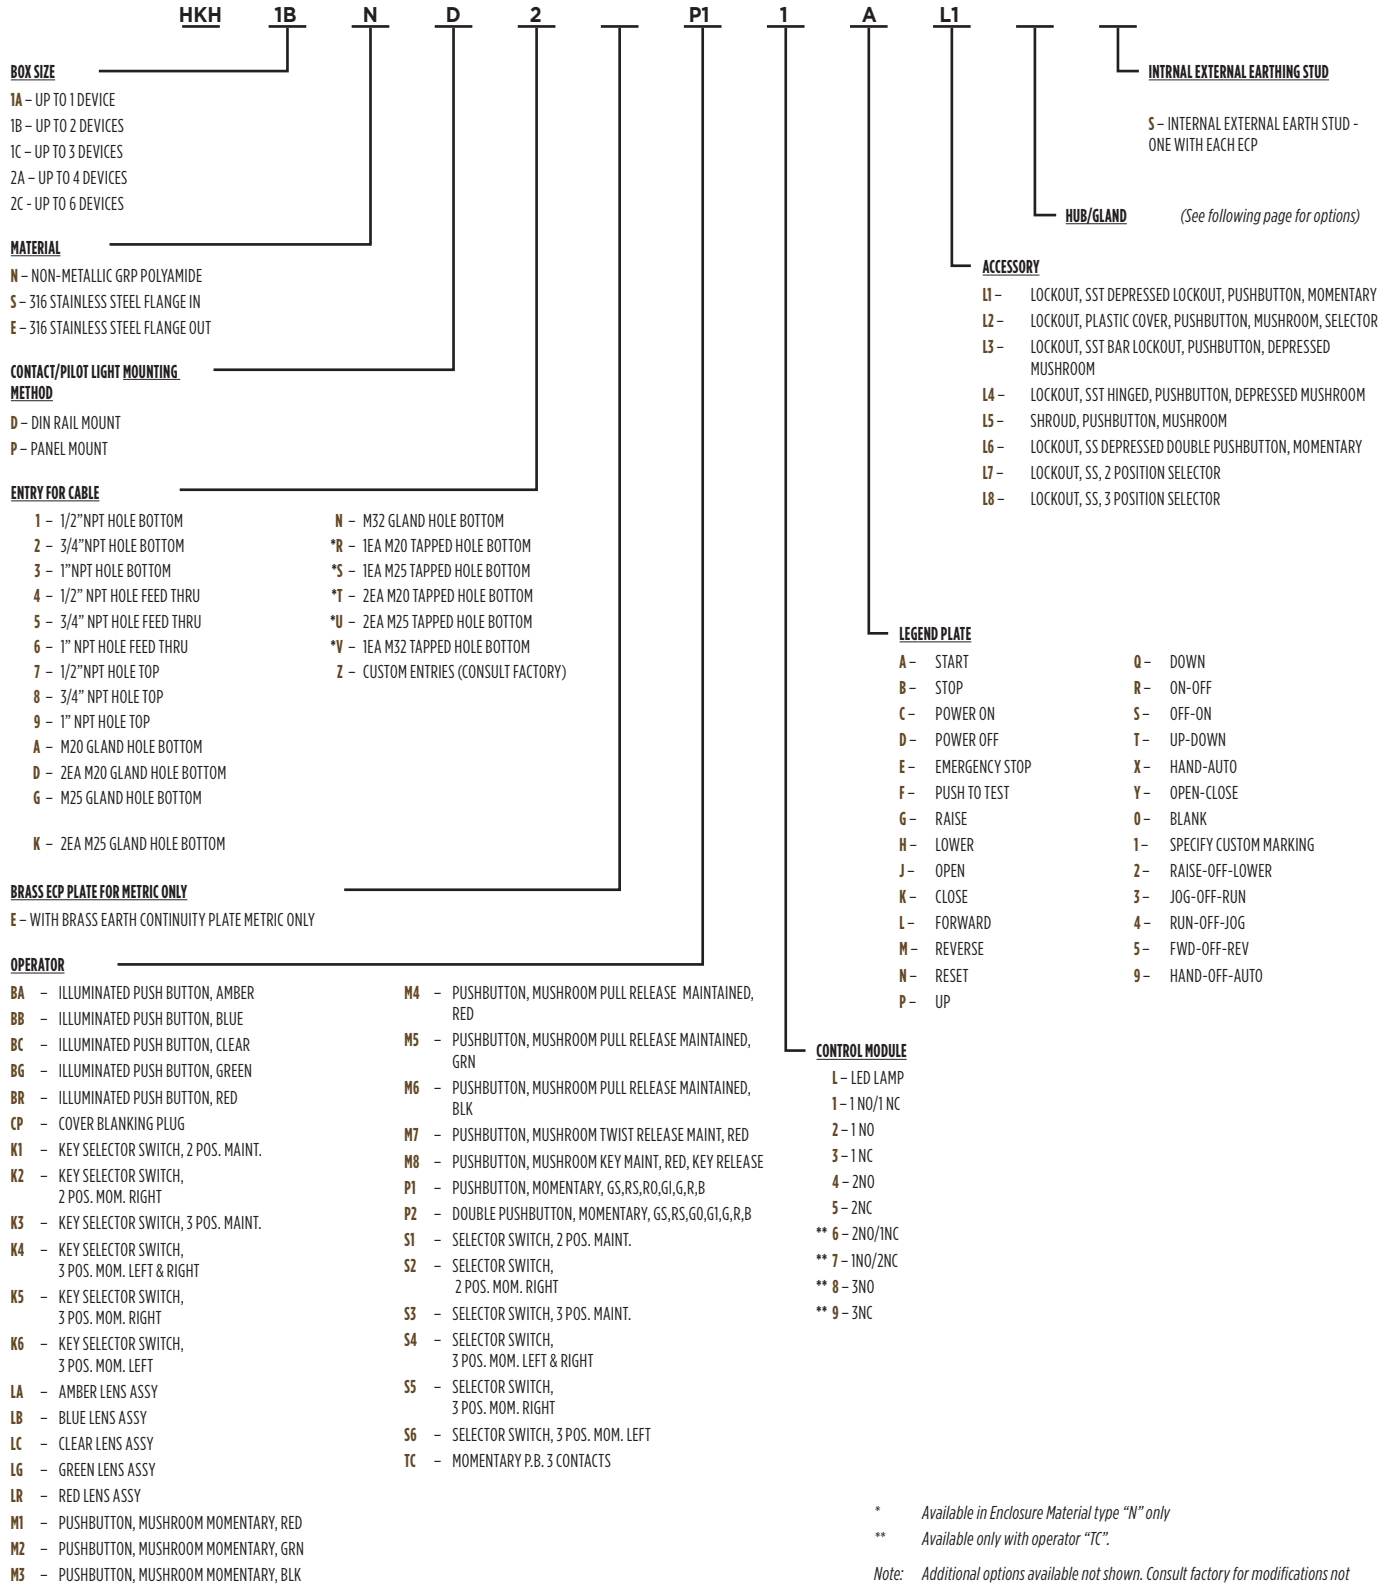 HKH 1B N D 2 P1 1 A L1
BOX SIZE
1A – UP TO 1 DEVICE
1B – UP TO 2 DEVICES
1C – UP TO 3 DEVICES
2A – UP TO 4 DEVICES
2C - UP TO 6 DEVICES
MATERIAL
N – NON-METALLIC GRP POLYAMIDE
S – 316 STAINLESS STEEL FLANGE IN
E – 316 STAINLESS STEEL FLANGE OUT
CONTACT/PILOT LIGHT MOUNTING
METHOD
D – DIN RAIL MOUNT
P – PANEL MOUNT
ENTRY FOR CABLE
1 – 1/2”NPT HOLE BOTTOM
2 – 3/4”NPT HOLE BOTTOM
3 – 1”NPT HOLE BOTTOM
4 – 1/2” NPT HOLE FEED THRU
5 – 3/4” NPT HOLE FEED THRU
6 – 1” NPT HOLE FEED THRU
7 – 1/2”NPT HOLE TOP
8 – 3/4” NPT HOLE TOP
9 – 1” NPT HOLE TOP
A – M20 GLAND HOLE BOTTOM
D – 2EA M20 GLAND HOLE BOTTOM
G – M25 GLAND HOLE BOTTOM
K – 2EA M25 GLAND HOLE BOTTOM
N – M32 GLAND HOLE BOTTOM
*R – 1EA M20 TAPPED HOLE BOTTOM
*S – 1EA M25 TAPPED HOLE BOTTOM
*T – 2EA M20 TAPPED HOLE BOTTOM
*U – 2EA M25 TAPPED HOLE BOTTOM
*V – 1EA M32 TAPPED HOLE BOTTOM
Z – CUSTOM ENTRIES (CONSULT FACTORY)
BRASS ECP PLATE FOR METRIC ONLY
E – WITH BRASS EARTH CONTINUITY PLATE METRIC ONLY
OPERATOR
BA – ILLUMINATED PUSH BUTTON, AMBER
BB – ILLUMINATED PUSH BUTTON, BLUE
BC – ILLUMINATED PUSH BUTTON, CLEAR
BG – ILLUMINATED PUSH BUTTON, GREEN
BR – ILLUMINATED PUSH BUTTON, RED
CP – COVER BLANKING PLUG
K1 – KEY SELECTOR SWITCH, 2 POS. MAINT.
K2 – KEY SELECTOR SWITCH,
2 POS. MOM. RIGHT
K3 – KEY SELECTOR SWITCH, 3 POS. MAINT.
K4 – KEY SELECTOR SWITCH,
3 POS. MOM. LEFT & RIGHT
K5 – KEY SELECTOR SWITCH,
3 POS. MOM. RIGHT
K6 – KEY SELECTOR SWITCH,
3 POS. MOM. LEFT
LA – AMBER LENS ASSY
LB – BLUE LENS ASSY
LC – CLEAR LENS ASSY
LG – GREEN LENS ASSY
LR – RED LENS ASSY
M1 – PUSHBUTTON, MUSHROOM MOMENTARY, RED
M2 – PUSHBUTTON, MUSHROOM MOMENTARY, GRN
M3 – PUSHBUTTON, MUSHROOM MOMENTARY, BLK
M4 – PUSHBUTTON, MUSHROOM PULL RELEASE MAINTAINED,
RED
M5 – PUSHBUTTON, MUSHROOM PULL RELEASE MAINTAINED,
GRN
M6 – PUSHBUTTON, MUSHROOM PULL RELEASE MAINTAINED,
BLK
M7 – PUSHBUTTON, MUSHROOM TWIST RELEASE MAINT, RED
M8 – PUSHBUTTON, MUSHROOM KEY MAINT, RED, KEY RELEASE
P1 – PUSHBUTTON, MOMENTARY, GS,RS,RO,GI,G,R,B
P2 – DOUBLE PUSHBUTTON, MOMENTARY, GS,RS,GO,G1,G,R,B
S1 – SELECTOR SWITCH, 2 POS. MAINT.
S2 – SELECTOR SWITCH,
2 POS. MOM. RIGHT
S3 – SELECTOR SWITCH, 3 POS. MAINT.
S4 – SELECTOR SWITCH,
3 POS. MOM. LEFT & RIGHT
S5 – SELECTOR SWITCH,
3 POS. MOM. RIGHT
S6 – SELECTOR SWITCH, 3 POS. MOM. LEFT
TC – MOMENTARY P.B. 3 CONTACTS
INTRNAL EXTERNAL EARTHING STUD
S – INTERNAL EXTERNAL EARTH STUD -
ONE WITH EACH ECP
HUB/GLAND (See following page for options)
ACCESSORY
L1 – LOCKOUT, SST DEPRESSED LOCKOUT, PUSHBUTTON, MOMENTARY
L2 – LOCKOUT, PLASTIC COVER, PUSHBUTTON, MUSHROOM, SELECTOR
L3 – LOCKOUT, SST BAR LOCKOUT, PUSHBUTTON, DEPRESSED
MUSHROOM
L4 – LOCKOUT, SST HINGED, PUSHBUTTON, DEPRESSED MUSHROOM
L5 – SHROUD, PUSHBUTTON, MUSHROOM
L6 – LOCKOUT, SS DEPRESSED DOUBLE PUSHBUTTON, MOMENTARY
L7 – LOCKOUT, SS, 2 POSITION SELECTOR
L8 – LOCKOUT, SS, 3 POSITION SELECTOR
LEGEND PLATE
A – START
B – STOP
C – POWER ON
D – POWER OFF
E – EMERGENCY STOP
F – PUSH TO TEST
G – RAISE
H – LOWER
J – OPEN
K – CLOSE
L – FORWARD
M – REVERSE
N – RESET
P – UP
Q – DOWN
R – ON-OFF
S – OFF-ON
T – UP-DOWN
X – HAND-AUTO
Y – OPEN-CLOSE
0 – BLANK
1 – SPECIFY CUSTOM MARKING
2 – RAISE-OFF-LOWER
3 – JOG-OFF-RUN
4 – RUN-OFF-JOG
5 – FWD-OFF-REV
9 – HAND-OFF-AUTO
CONTROL MODULE
L – LED LAMP
1 – 1 NO/1 NC
2 – 1 NO
3 – 1 NC
4 – 2NO
5 – 2NC
** 6 – 2NO/1NC
** 7 – 1NO/2NC
** 8 – 3NO
** 9 – 3NC
* Available in Enclosure Material type “N” only
** Available only with operator “TC”.
Note: Additional options available not shown. Consult factory for modifications not